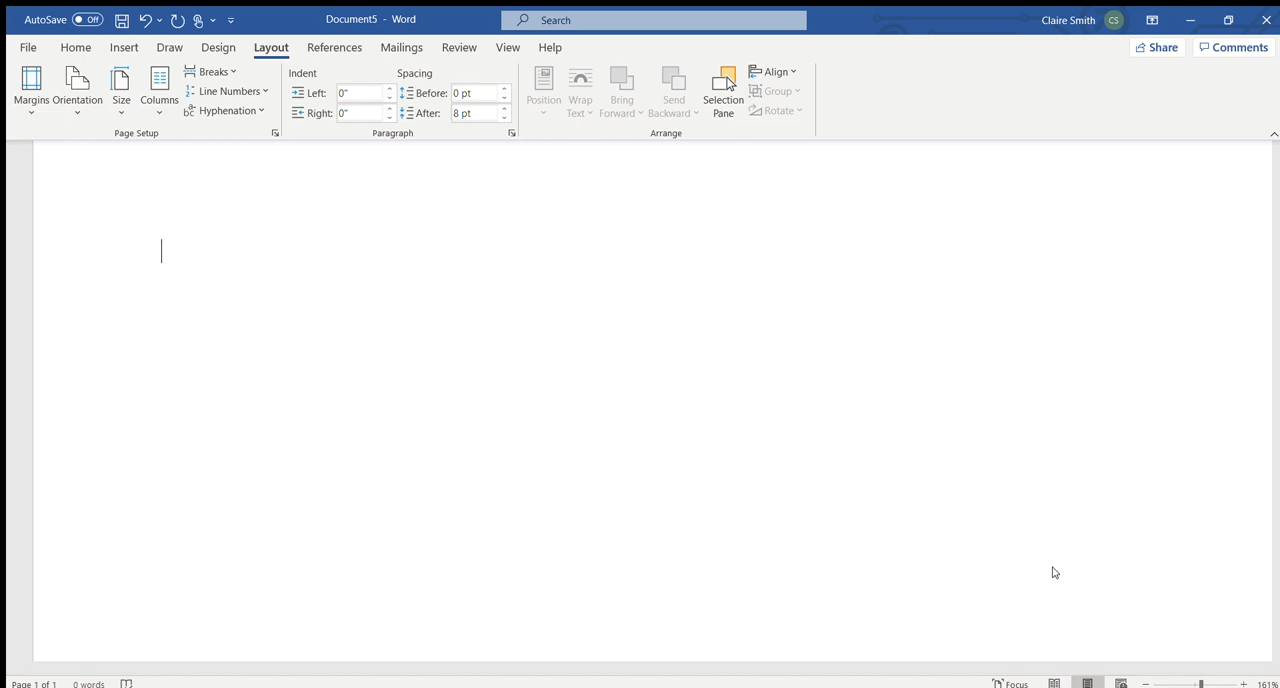 AutoSave Off Document5 - Word Search Claire Smith CS
File Home Insert Draw Design Layout References Mailings Review View Help Share Comments
Margins Orientation Size Columns
Breaks
Line Numbers
Hyphenation
Page Setup
Indent
Left: 0"
Right: 0"
Spacing
Before: 0 pt
After: 8 pt
Paragraph
Position
Wrap
Text
Bring
Forward
Send
Backward
Selection
Pane
Align
Group
Rotate
Arrange
Page 1 of 1 0 words Focus 161%